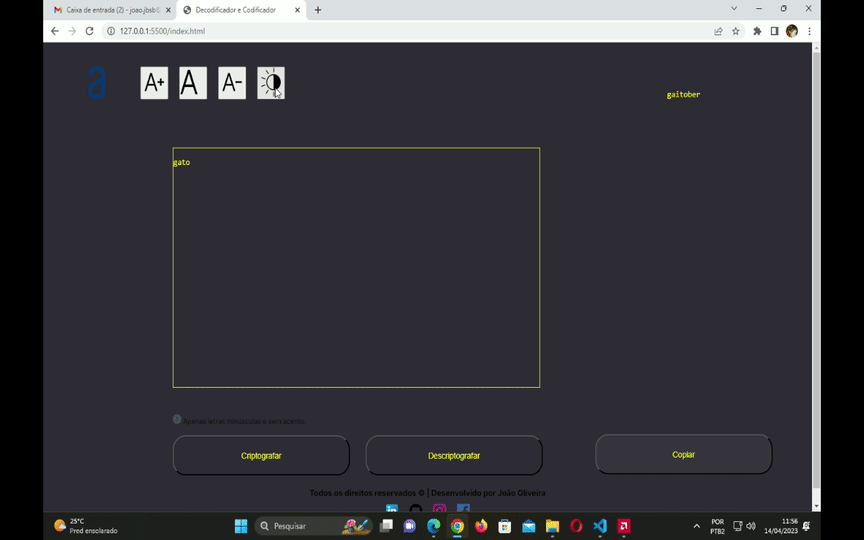 Caixa de entrada (2) - joao.jbsb@
Decodificador e Codificador
127.0.0.1:5500/index.html
a
A+
A
A-
gaitober
gato
Apenas letras minúsculas e sem acento.
Criptografar
Descriptografar
Copiar
Todos os direitos reservados © | Desenvolvido por João Oliveira
25°C
Pred ensolarado
Pesquisar
POR
PTB2
11:56
14/04/2023